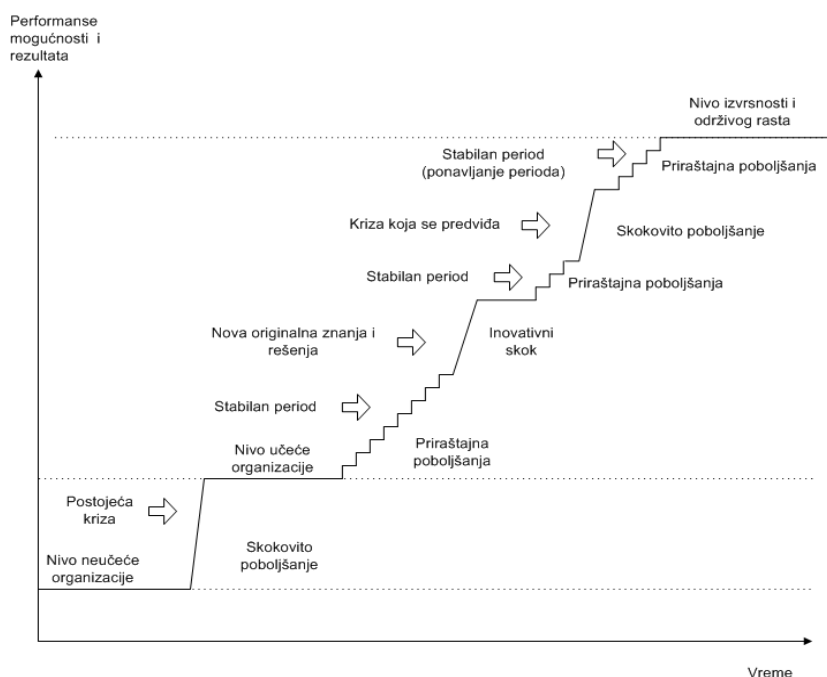 Performanse
mogućnosti i
rezultata
Nivo izvrsnosti i
održivog rasta
Stabilan period
(ponavljanje perioda)
Priraštajna poboljšanja
Kriza koja se predviđa
Skokovito poboljšanje
Stabilan period
Priraštajna poboljšanja
Nova originalna znanja i
rešenja
Inovativni
skok
Stabilan period
Nivo učeće
organizacije
Priraštajna
poboljšanja
Postojeća
kriza
Nivo neučeće
organizacije
Skokovito
poboljšanje
Vreme